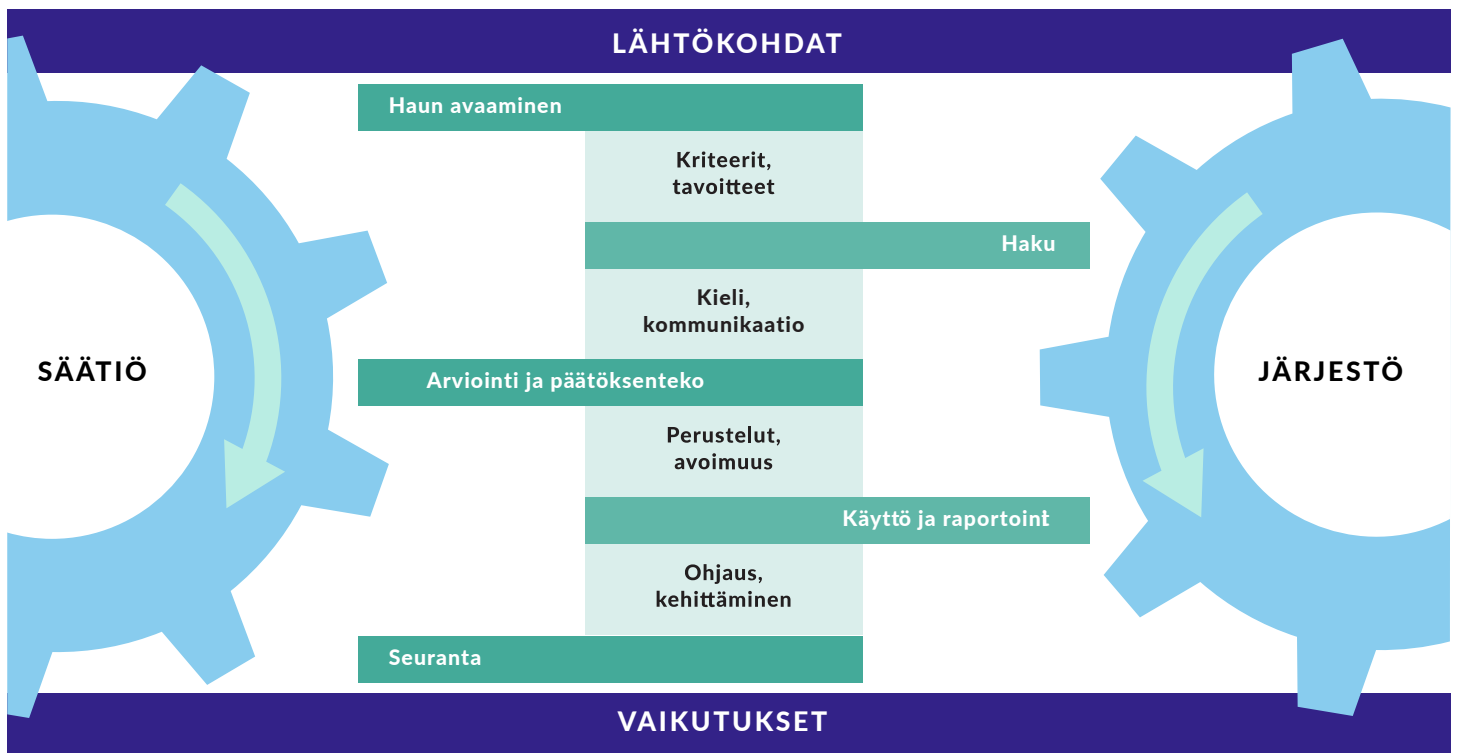 LÄHTÖKOHDAT
Haun avaaminen
Kriteerit,
tavoitteet
Haku
Kieli,
kommunikaatio
SÄÄTIÖ
JÄRJESTÖ
Arviointi ja päätöksenteko
Perustelut,
avoimuus
Käyttö ja raportoint
Ohjaus,
kehittäminen
Seuranta
VAIKUTUKSET